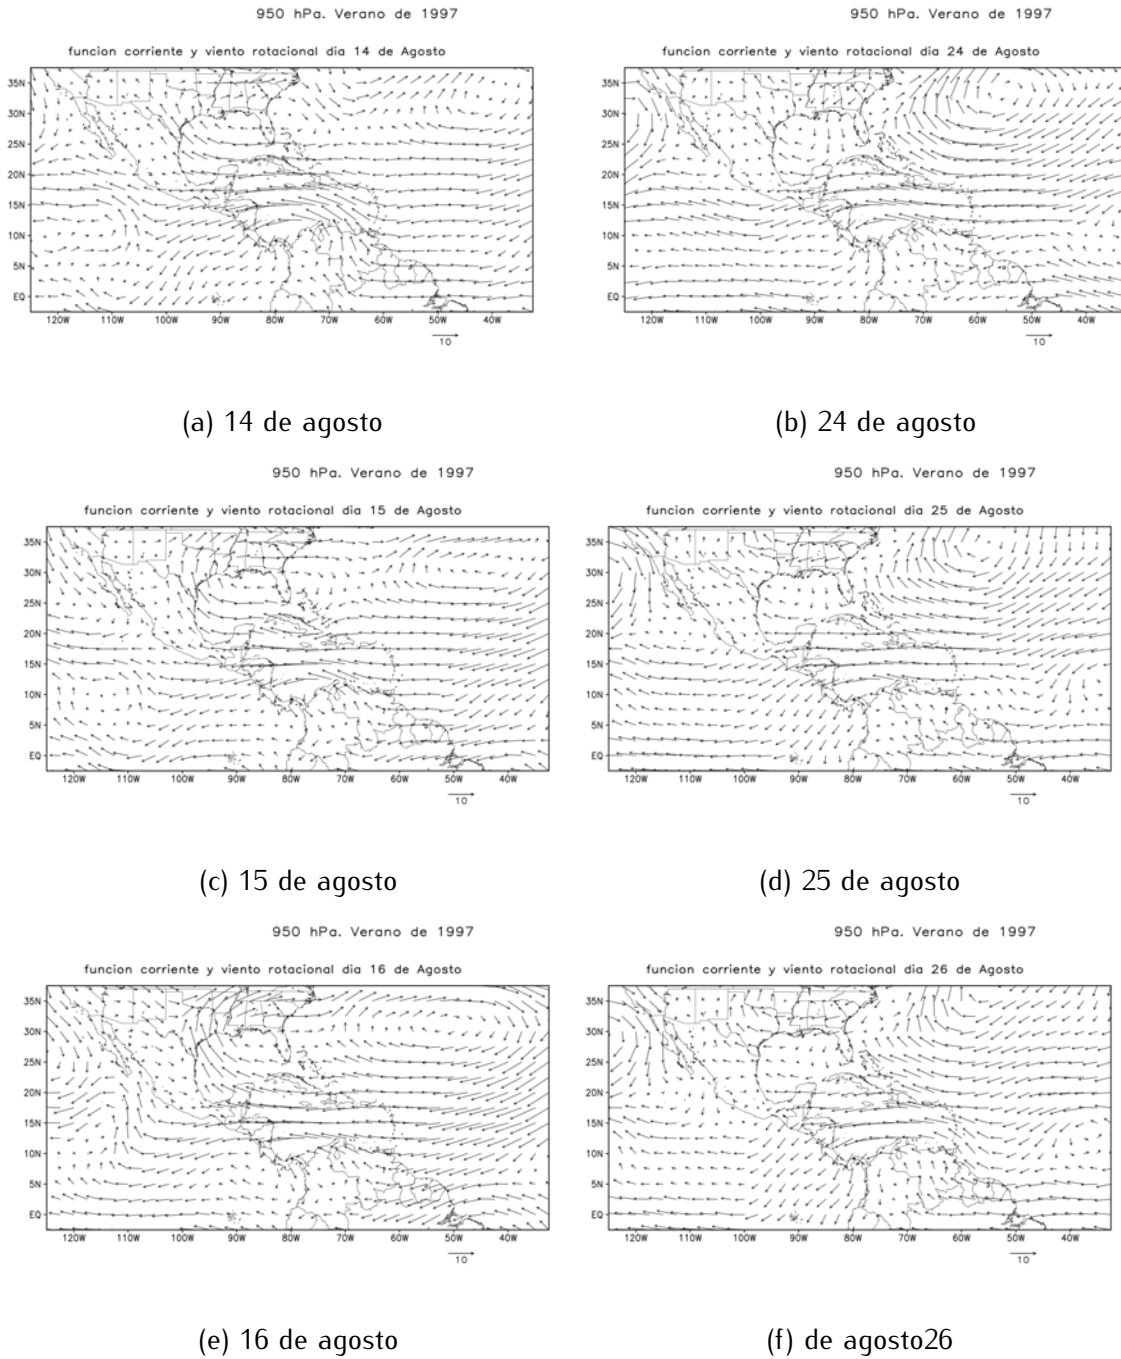 950 hPa. Verano de 1997
funcion corriente y viento rotacional dia 14 de Agosto
35N
30N
25N
20N
15N
10N
5N
EQ
120W 110W 100W 90W 80W 70W 60W 50W 40W
10
(a) 14 de agosto
950 hPa. Verano de 1997
funcion corriente y viento rotacional dia 24 de Agosto
35N
30N
25N
20N
15N
10N
5N
EQ
120W 110W 100W 90W 80W 70W 60W 50W 40W
10
(b) 24 de agosto
950 hPa. Verano de 1997
funcion corriente y viento rotacional dia 15 de Agosto
35N
30N
25N
20N
15N
10N
5N
EQ
120W 110W 100W 90W 80W 70W 60W 50W 40W
10
(c) 15 de agosto
950 hPa. Verano de 1997
funcion corriente y viento rotacional dia 25 de Agosto
35N
30N
25N
20N
15N
10N
5N
EQ
120W 110W 100W 90W 80W 70W 60W 50W 40W
10
(d) 25 de agosto
950 hPa. Verano de 1997
funcion corriente y viento rotacional dia 16 de Agosto
35N
30N
25N
20N
15N
10N
5N
EQ
120W 110W 100W 90W 80W 70W 60W 50W 40W
10
(e) 16 de agosto
950 hPa. Verano de 1997
funcion corriente y viento rotacional dia 26 de Agosto
35N
30N
25N
20N
15N
10N
5N
EQ
120W 110W 100W 90W 80W 70W 60W 50W 40W
10
(f) de agosto26